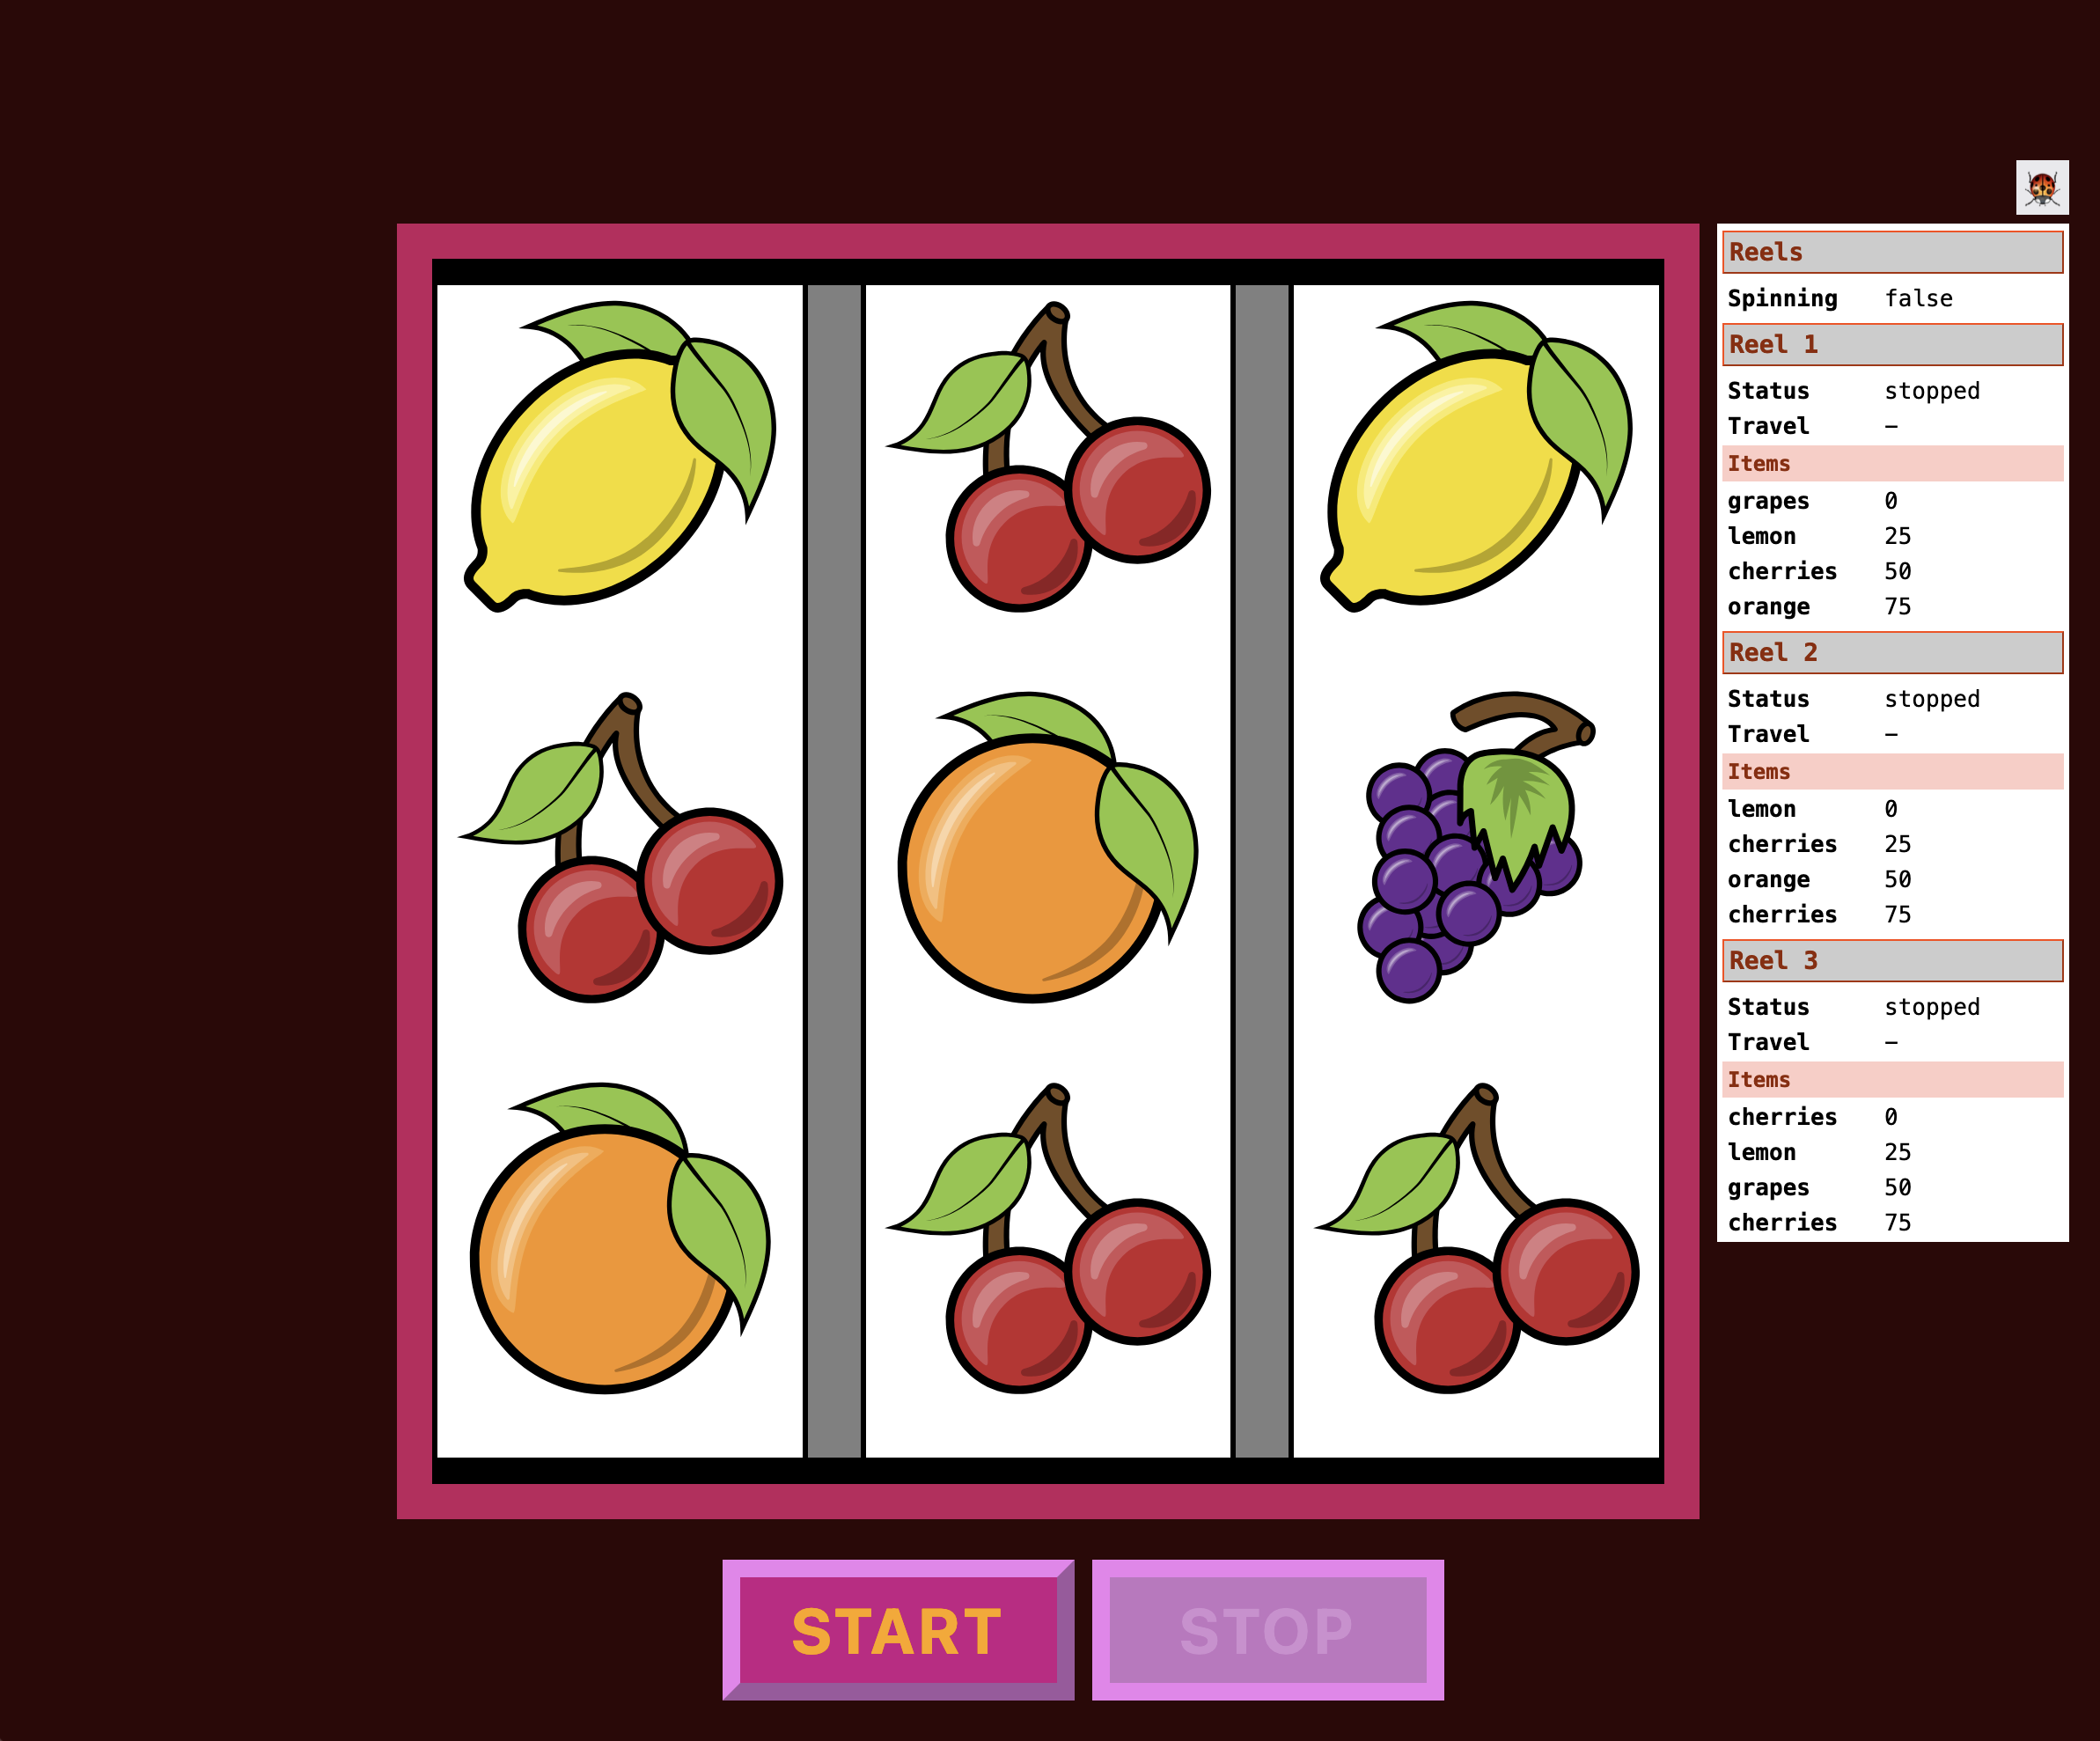 Reels
Spinning false
Reel 1
Status stopped
Travel –
Items
grapes 0
lemon 25
cherries 50
orange 75
Reel 2
Status stopped
Travel –
Items
lemon 0
cherries 25
orange 50
cherries 75
Reel 3
Status stopped
Travel –
Items
cherries 0
lemon 25
grapes 50
cherries 75
START STOP